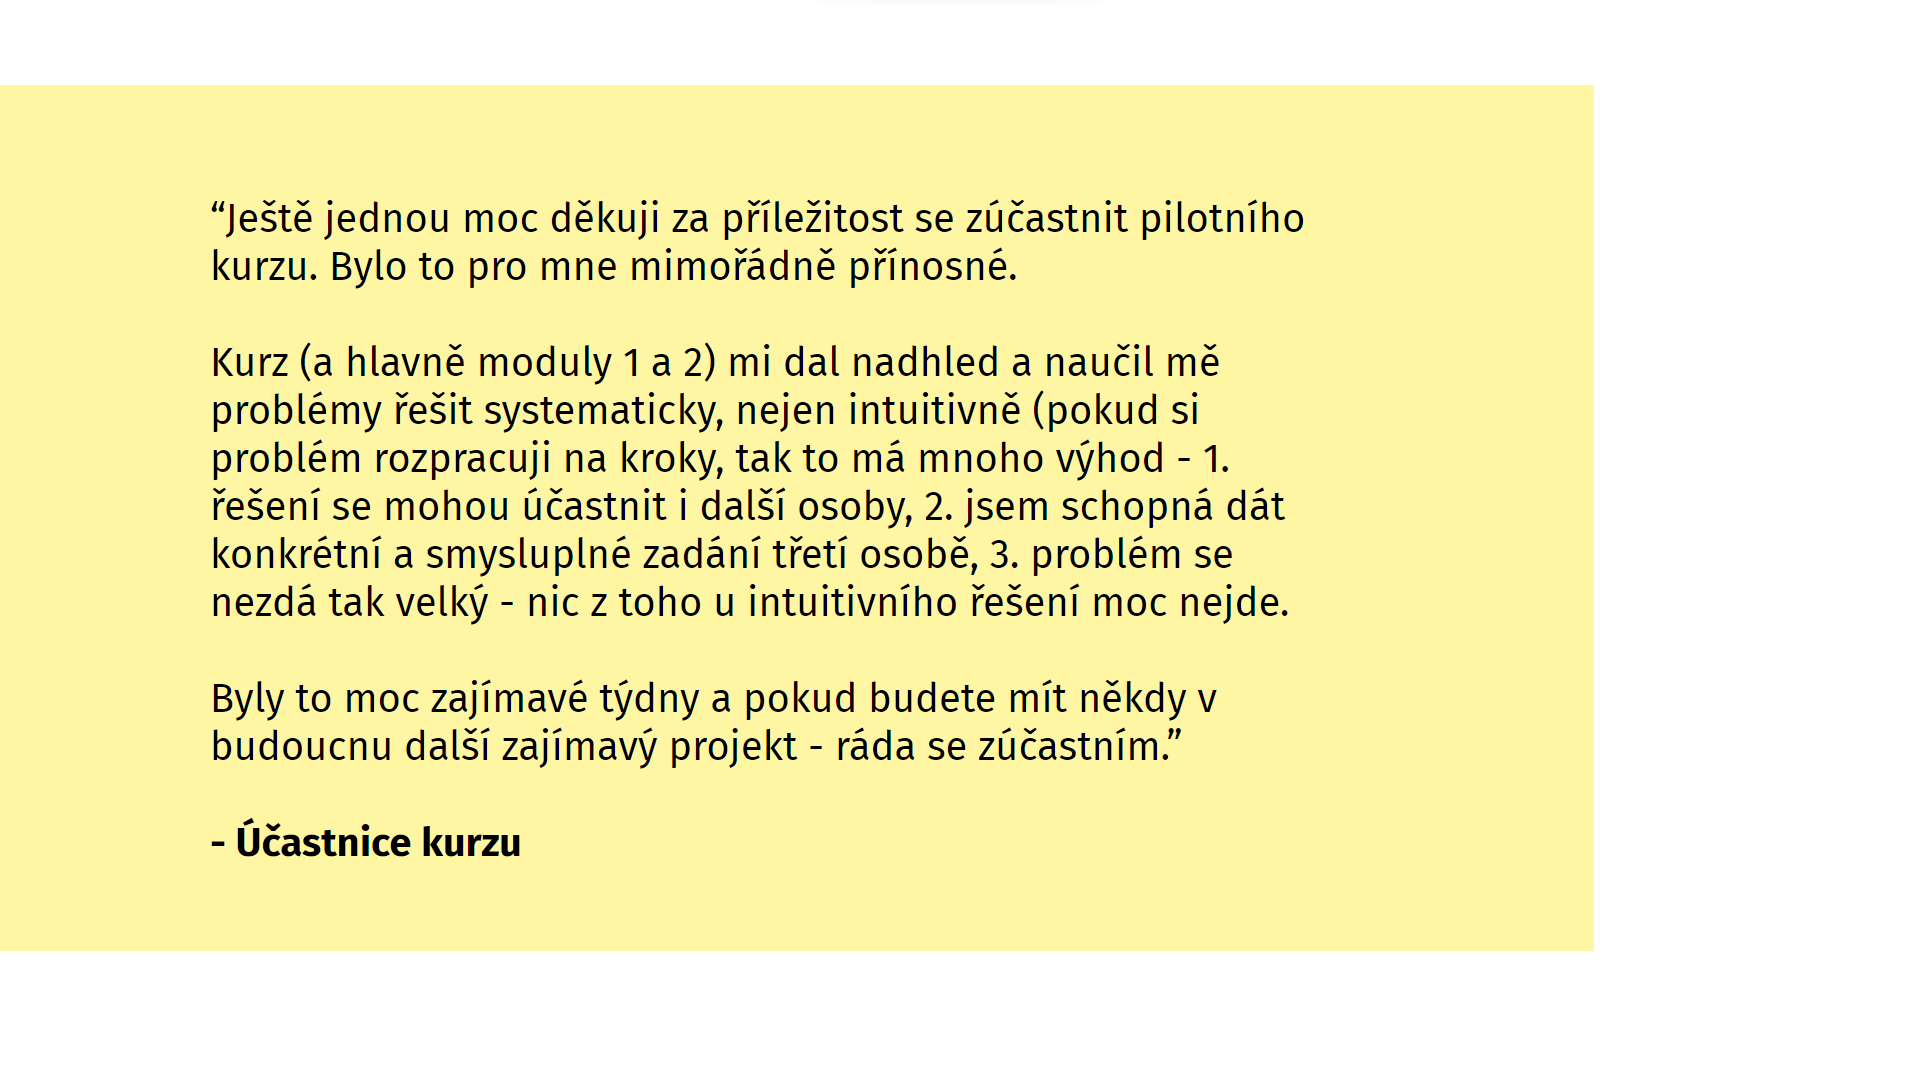 “Ještě jednou moc děkuji za příležitost se zúčastnit pilotního
kurzu. Bylo to pro mne mimořádně přínosné.
Kurz (a hlavně moduly 1 a 2) mi dal nadhled a naučil mě
problémy řešit systematicky, nejen intuitivně (pokud si
problém rozpracuji na kroky, tak to má mnoho výhod - 1.
řešení se mohou účastnit i další osoby, 2. jsem schopná dát
konkrétní a smysluplné zadání třetí osobě, 3. problém se
nezdá tak velký - nic z toho u intuitivního řešení moc nejde.
Byly to moc zajímavé týdny a pokud budete mít někdy v
budoucnu další zajímavý projekt - ráda se zúčastním.”
- Účastnice kurzu